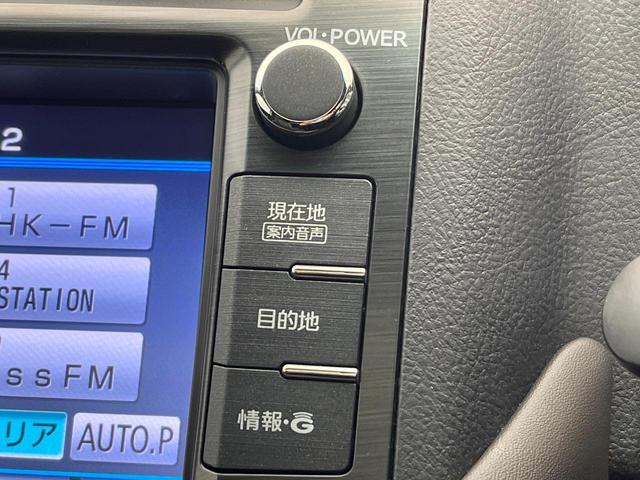 VOL・POWER
2
1
HK-FM
4
STATION
ssFM
リア
AUTO.P
現在地
案内音声
目的地
情報・G